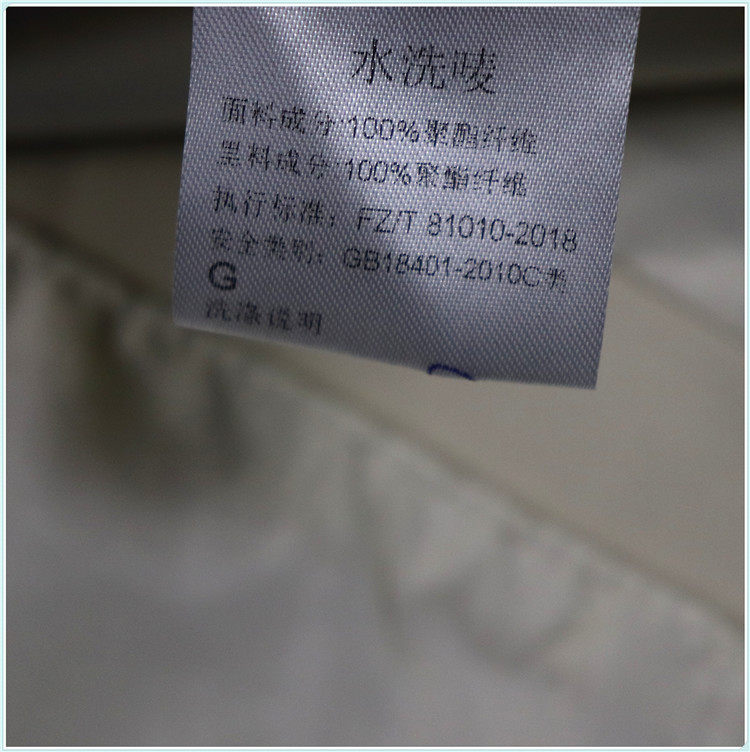 水洗唛
面料成分:100%聚酯纤维
里料成分:100%聚酯纤维
执行标准：FZ/T 81010-2018
安全类别：GB18401-2010C类
G
洗涤说明